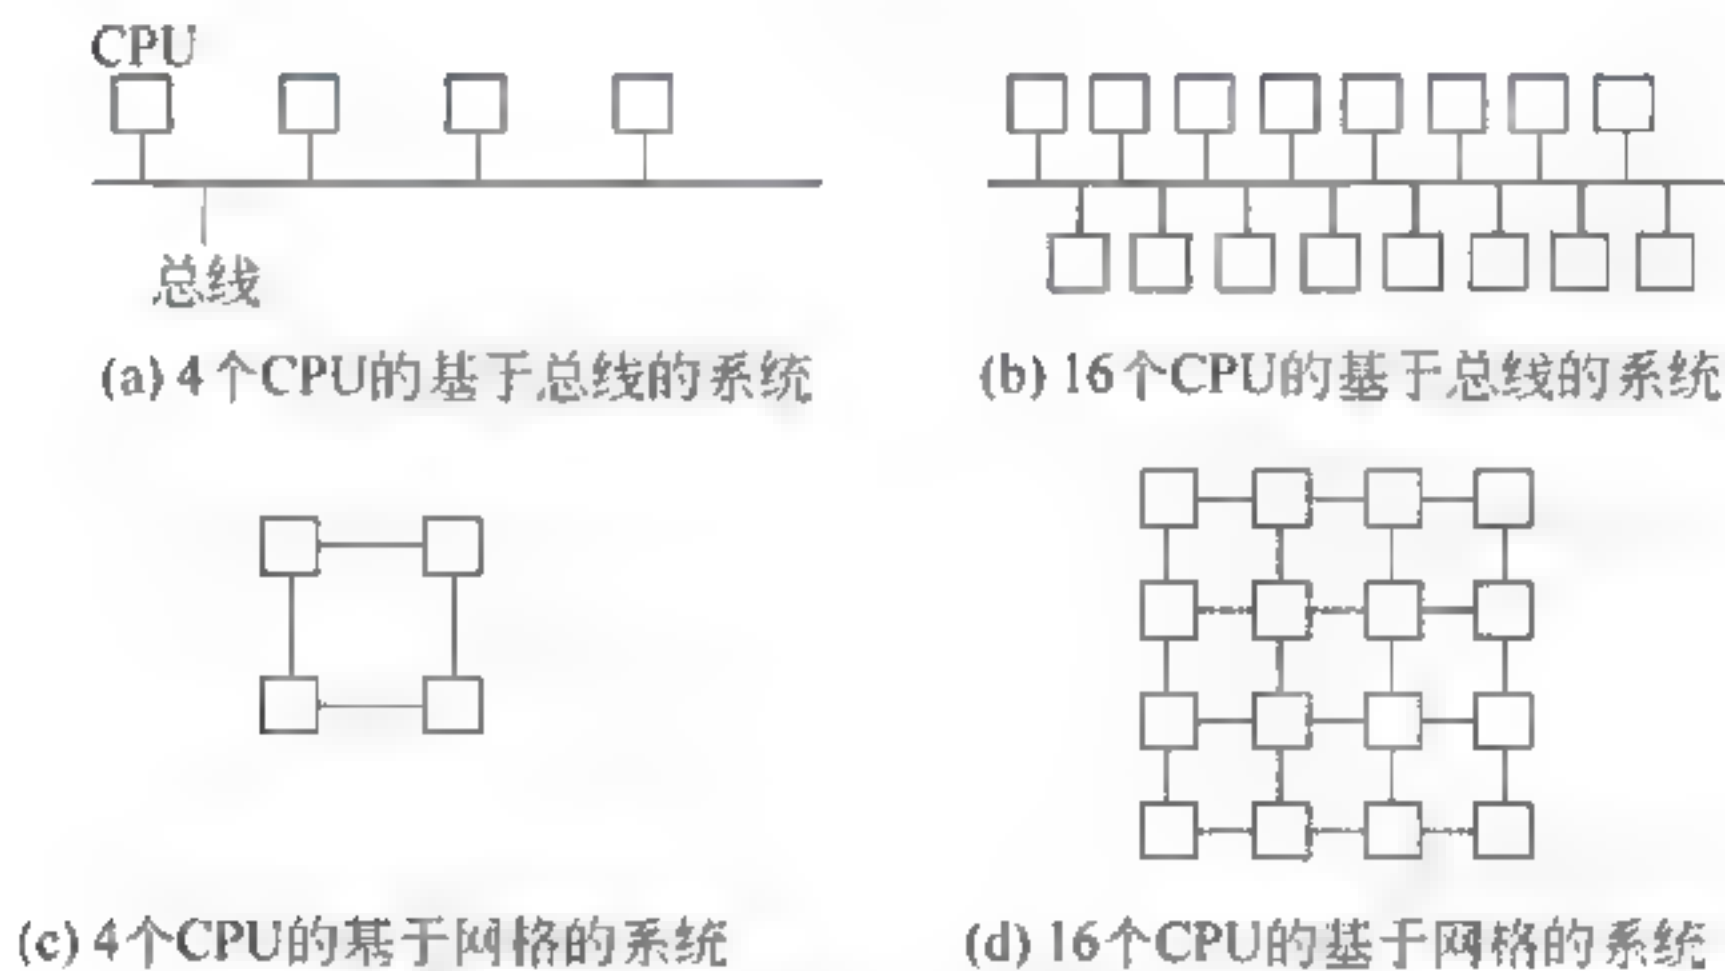 CPU
总线
(a) 4个CPU的基于总线的系统
(b) 16个CPU的基于总线的系统
(c) 4个CPU的基于网格的系统
(d) 16个CPU的基于网格的系统